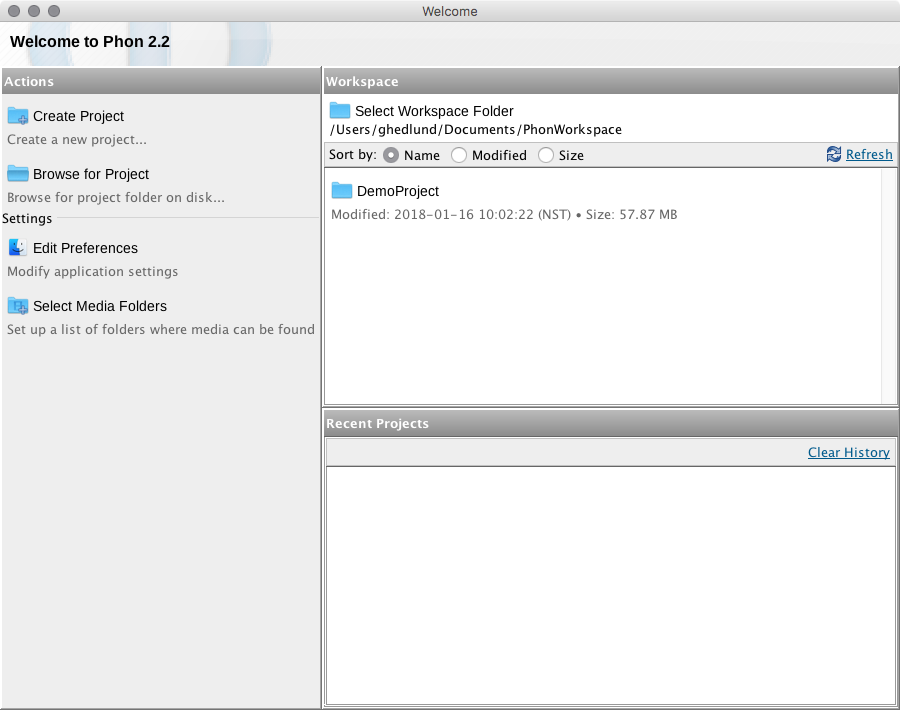 Welcome
Welcome to Phon 2.2
Actions
Create Project
Create a new project...
Browse for Project
Browse for project folder on disk...
Settings
Edit Preferences
Modify application settings
Select Media Folders
Set up a list of folders where media can be found
Workspace
Select Workspace Folder
/Users/ghedlund/Documents/PhonWorkspace
Sort by: Name Modified Size Refresh
DemoProject
Modified: 2018-01-16 10:02:22 (NST) • Size: 57.87 MB
Recent Projects
Clear History